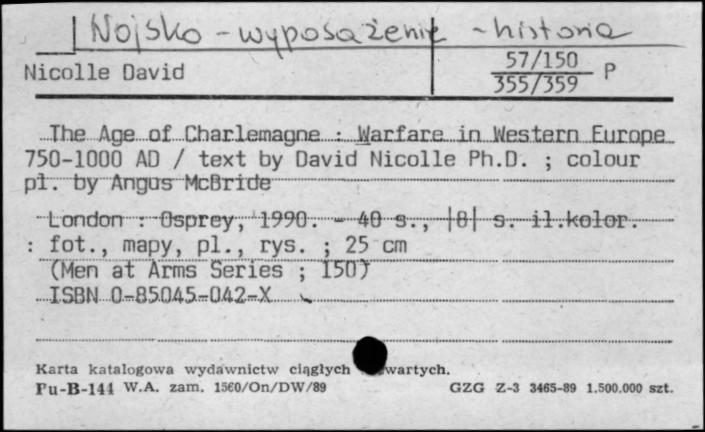 Wojsko - wyposażenie - historia
Nicolle David
57/150 P
355/359
The Age of Charlemagne : Warfare in Western Europe
750-1000 AD / text by David Nicolle Ph.D. ; colour
pl. by Angus McBride
London : Osprey, 1990. - 40 s., |8| s. il.kolor.
: fot., mapy, pl., rys. ; 25 cm
(Men at Arms Series ; 150)
ISBN 0-85045-042-X
Karta katalogowa wydawnictw ciągłych wartych.
Pu-B-144 W.A. zam. 1560/On/DW/89 GZG Z-3 3465-89 1.500.000 szt.